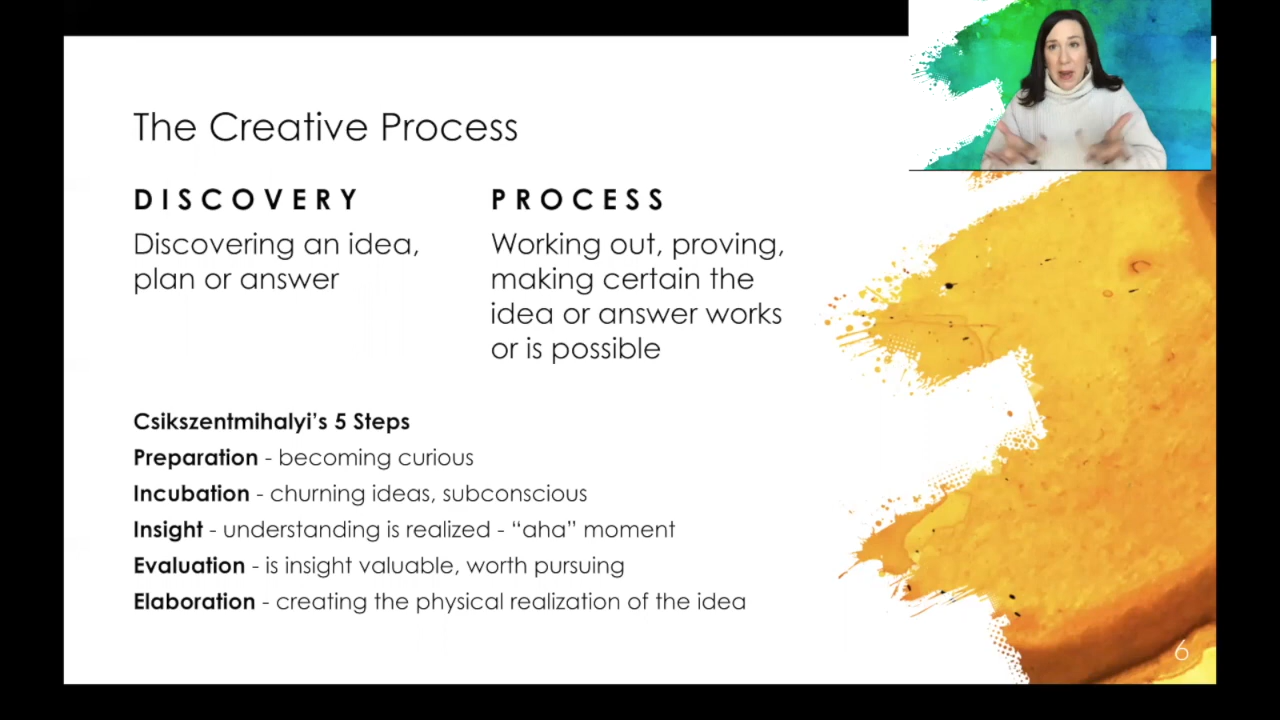 The Creative Process
DISCOVERY
Discovering an idea,
plan or answer
PROCESS
Working out, proving,
making certain the
idea or answer works
or is possible
Csikszentmihalyi’s 5 Steps
Preparation - becoming curious
Incubation - churning ideas, subconscious
Insight - understanding is realized - “aha” moment
Evaluation - is insight valuable, worth pursuing
Elaboration - creating the physical realization of the idea
6